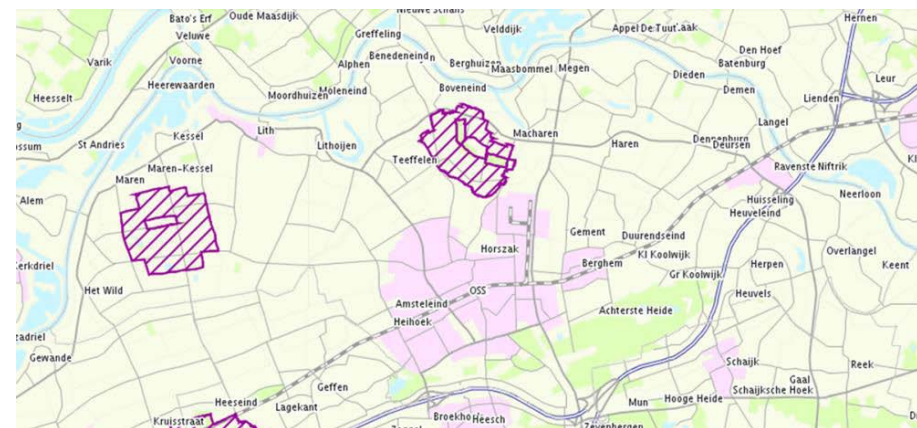 Bato's Erf
Oude Maasdijk
Veluwe
Varik
Voorne
Heesselt
Heerewaarden
Greffeling
Alphen
Benedeneind
Berghuizen
Velddijk
Maasbommel
Megen
Appel
De Tuut
Hernen
Den Hoef
Batenburg
Leur
Dieden
Demen
Lienden
Moordhuizen
Moleneind
Boveneind
St Andries
Kessel
Lith
Lithoijen
Macharen
Haren
Langel
Deursen
Maren-Kessel
Maren
Teeffelen
Ravenste
Niftrik
Alem
Huisseling
Neerloon
Heuveleind
Kerkdriel
Horszak
Gement
Duurendseind
Kl Koolwijk
Overlangel
Berghem
Gr Koolwijk
Herpen
Keent
Het Wild
OSS
Heuvels
Amsteleind
Achterste Heide
Heihoek
zadriel
Gewande
Schaijk
Reek
Geffen
Gaal
Schaijksche Hoek
Heeseind
Lagekant
Mun
Hooge Heide
Kruisstraat
Heesch
Zevenbergen